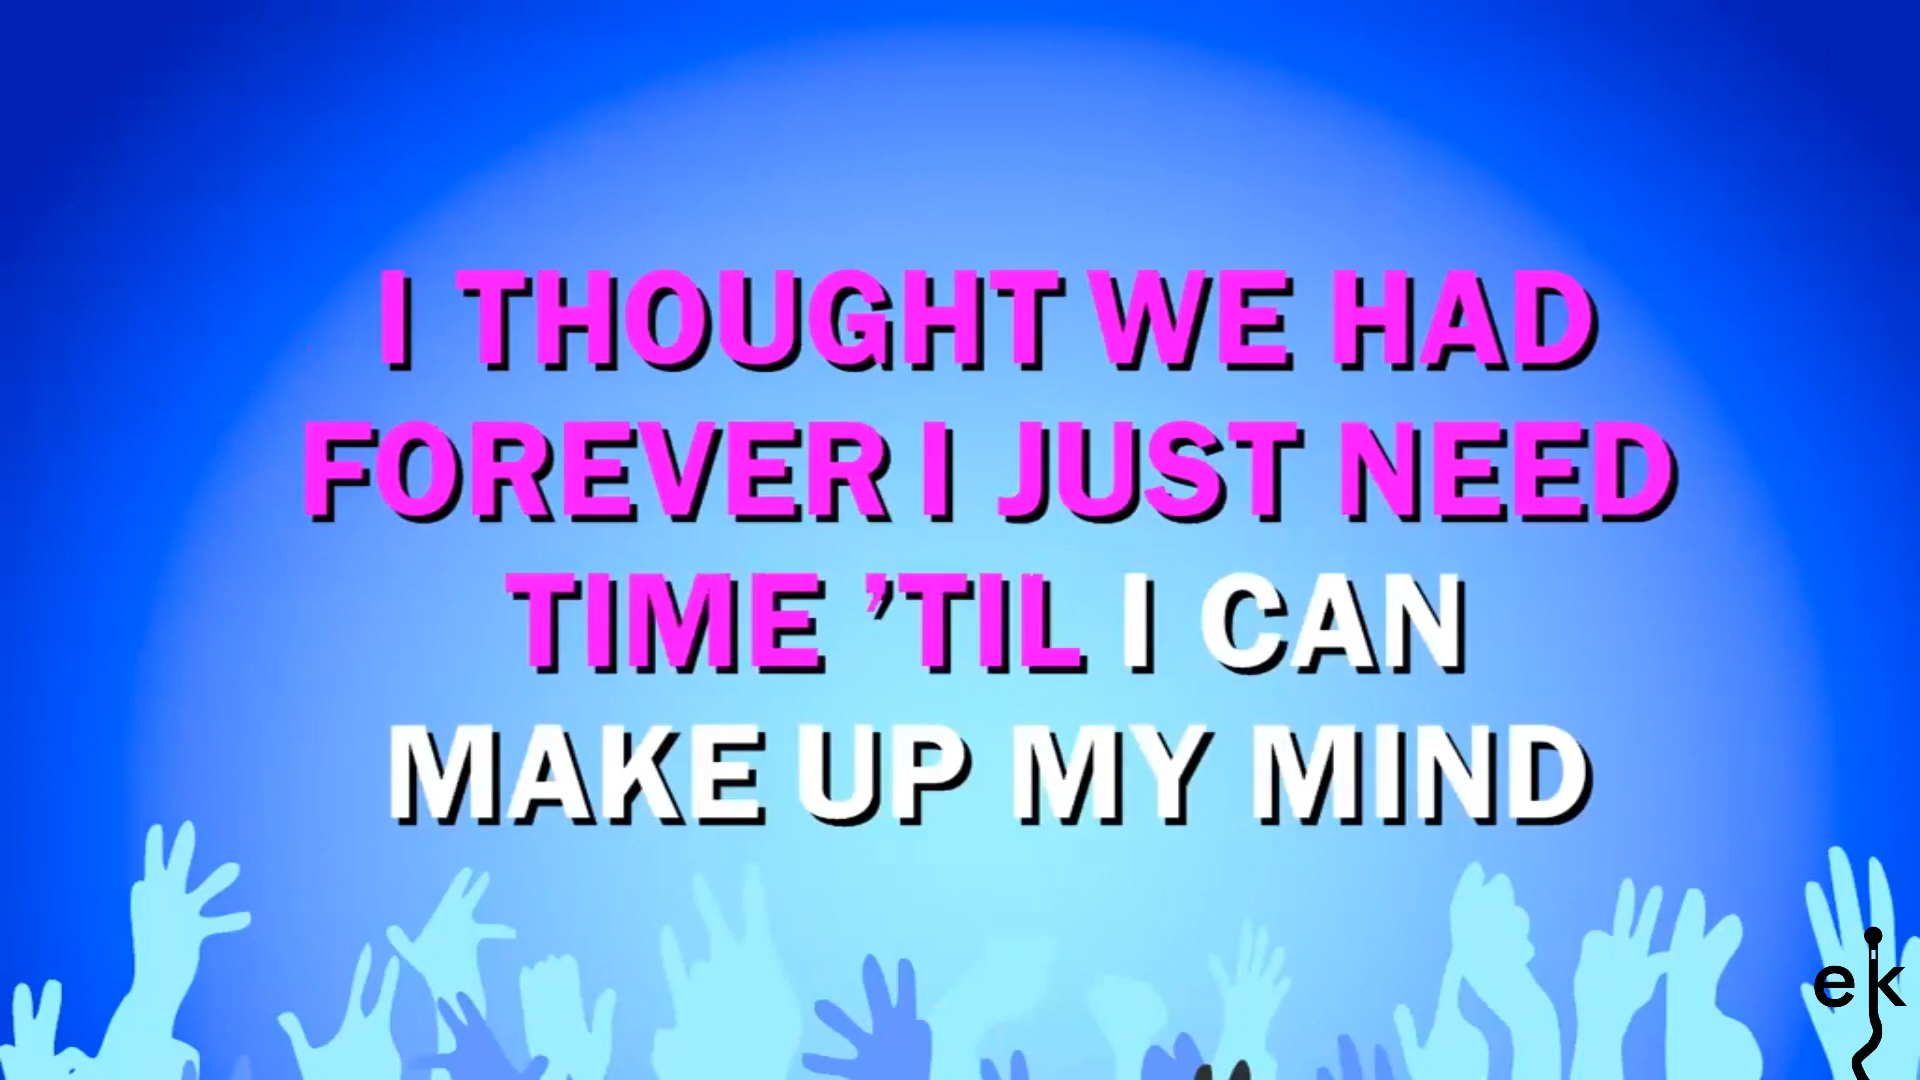 I THOUGHT WE HAD
FOREVER I JUST NEED
TIME ’TIL I CAN
MAKE UP MY MIND
ek